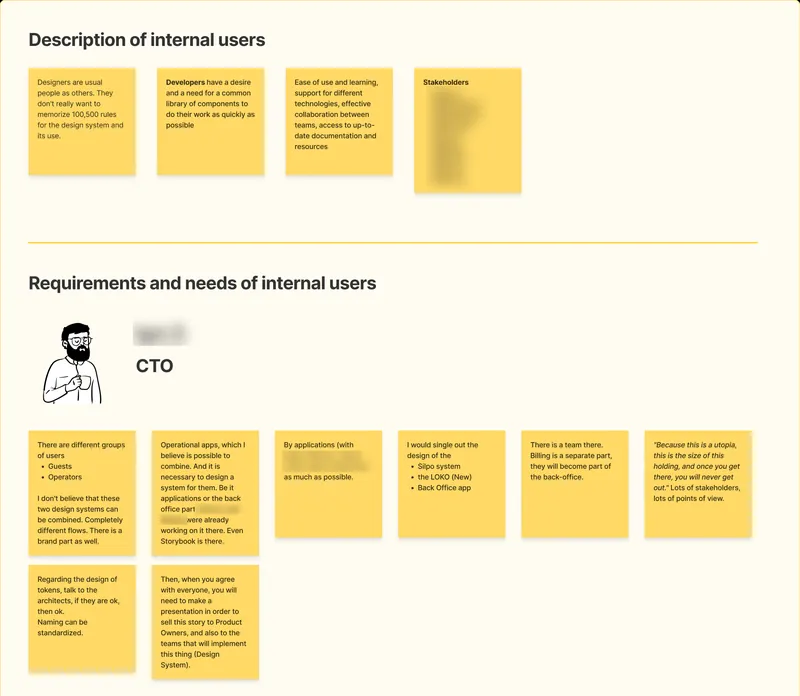 Description of internal users
Designers are usual
people as others. They
don't really want to
memorize 100,500 rules
for the design system and
its use.
Developers have a desire
and a need for a common
library of components to
do their work as quickly as
possible
Ease of use and learning,
support for different
technologies, effective
collaboration between
teams, access to up-to-
date documentation and
resources
Stakeholders
Requirements and needs of internal users
CTO
There are different groups
of users
• Guests
• Operators
I don't believe that these
two design systems can
be combined. Completely
different flows. There is a
brand part as well.
Operational apps, which I
believe is possible to
combine. And it is
necessary to design a
system for them. Be it
applications or the back
office part
were already
working on it there. Even
Storybook is there.
By applications (with
as much as possible.
I would single out the
design of the
• Silpo system
• the LOKO (New)
• Back Office app
There is a team there.
Billing is a separate part,
they will become part of
the back-office.
"Because this is a utopia,
this is the size of this
holding, and once you get
there, you will never get
out." Lots of stakeholders,
lots of points of view.
Regarding the design of
tokens, talk to the
architects, if they are ok,
then ok.
Naming can be
standardized.
Then, when you agree
with everyone, you will
need to make a
presentation in order to
sell this story to Product
Owners, and also to the
teams that will implement
this thing (Design
System).